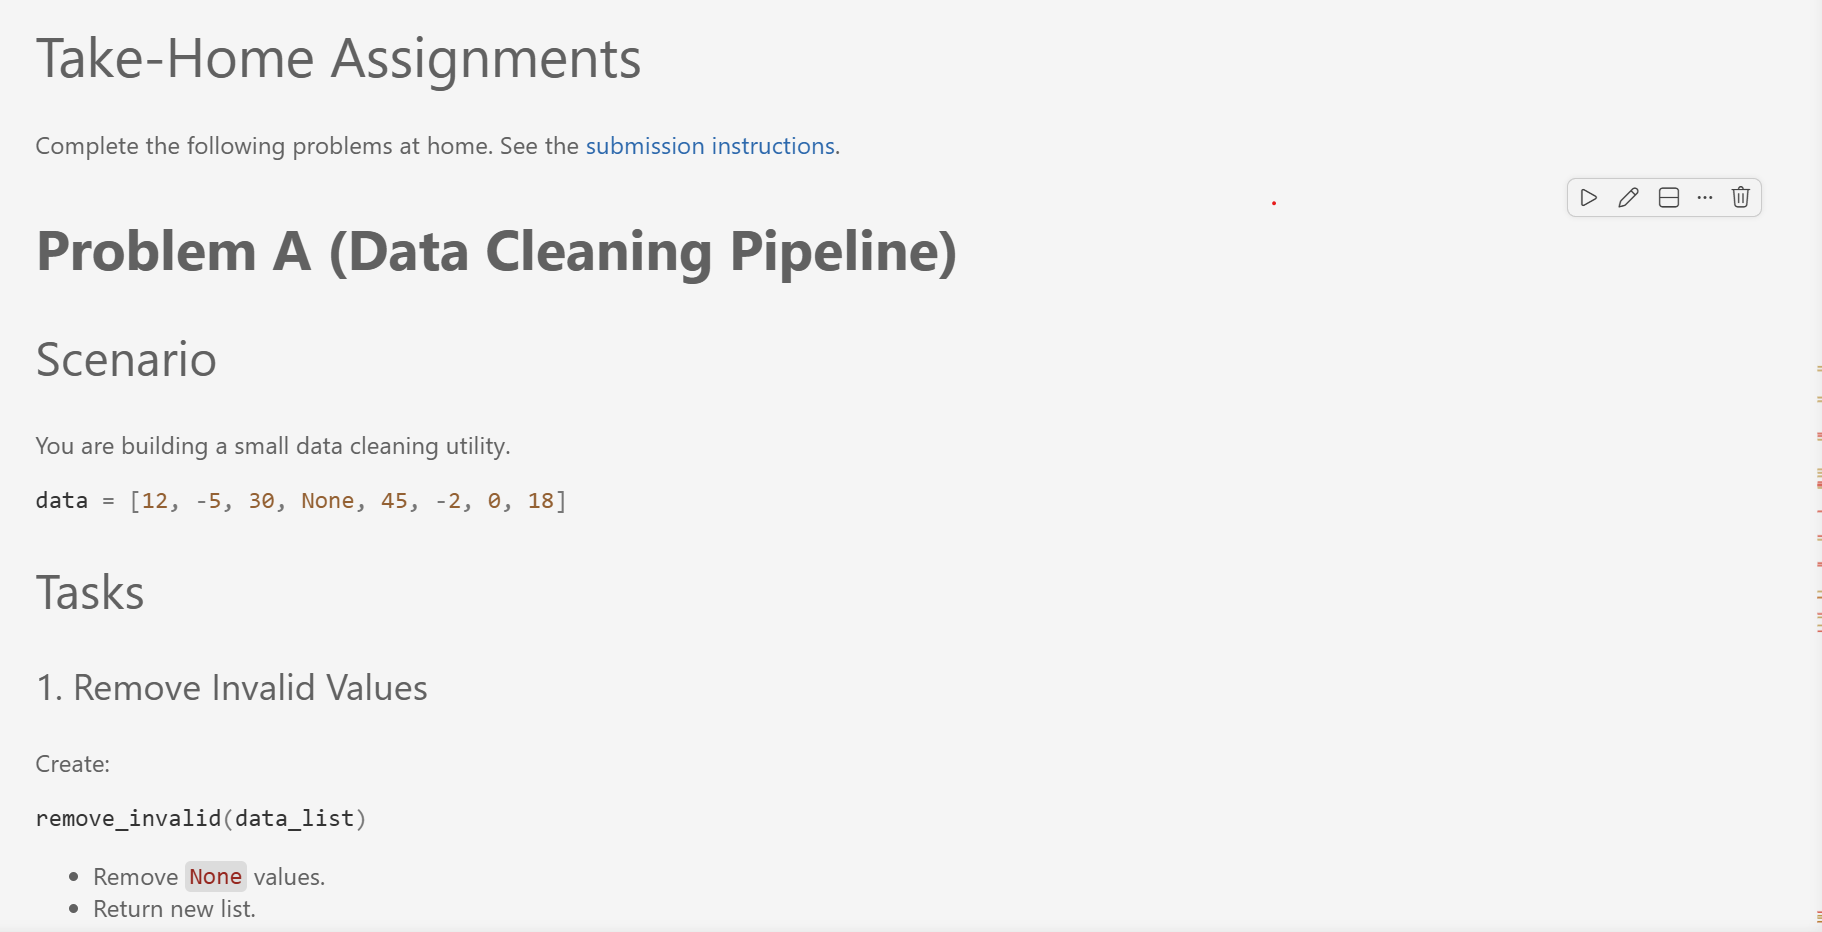 Take-Home Assignments
Complete the following problems at home. See the submission instructions.
Problem A (Data Cleaning Pipeline)
Scenario
You are building a small data cleaning utility.
data = [12, -5, 30, None, 45, -2, 0, 18]
Tasks
1. Remove Invalid Values
Create:
remove_invalid(data_list)
• Remove None values.
• Return new list.